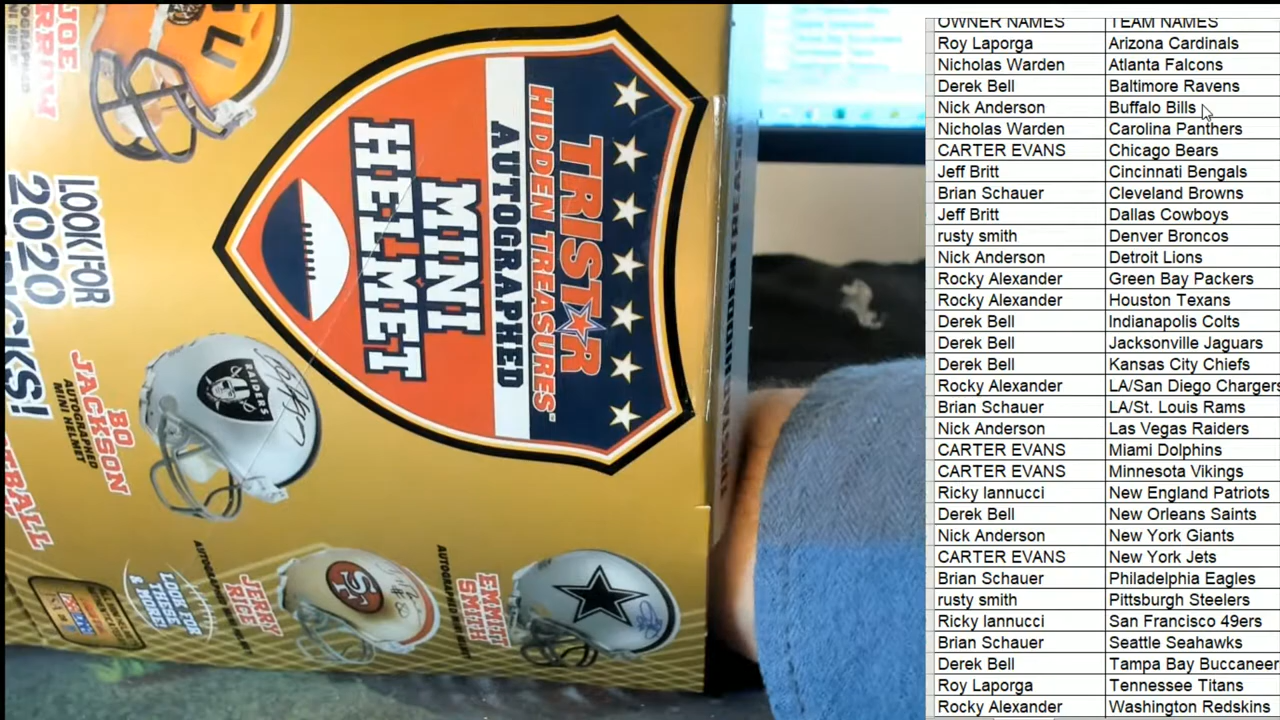 JOE
LOOK FOR
2020
BO
JACKSON
AUTOGRAPHED
MINI HELMET
RAIDERS
TRISTAR
HIDDEN TREASURES™
AUTOGRAPHED
MINI
HELMET
LOOK FOR
THESE
& MORE!
JERRY
RICE
EMMITT
SMITH
SF
OWNER NAMES TEAM NAMES
Roy Laporga Arizona Cardinals
Nicholas Warden Atlanta Falcons
Derek Bell Baltimore Ravens
Nick Anderson Buffalo Bills
Nicholas Warden Carolina Panthers
CARTER EVANS Chicago Bears
Jeff Britt Cincinnati Bengals
Brian Schauer Cleveland Browns
Jeff Britt Dallas Cowboys
rusty smith Denver Broncos
Nick Anderson Detroit Lions
Rocky Alexander Green Bay Packers
Rocky Alexander Houston Texans
Derek Bell Indianapolis Colts
Derek Bell Jacksonville Jaguars
Derek Bell Kansas City Chiefs
Rocky Alexander LA/San Diego Chargers
Brian Schauer LA/St. Louis Rams
Nick Anderson Las Vegas Raiders
CARTER EVANS Miami Dolphins
CARTER EVANS Minnesota Vikings
Ricky Iannucci New England Patriots
Derek Bell New Orleans Saints
Nick Anderson New York Giants
CARTER EVANS New York Jets
Brian Schauer Philadelphia Eagles
rusty smith Pittsburgh Steelers
Ricky Iannucci San Francisco 49ers
Brian Schauer Seattle Seahawks
Derek Bell Tampa Bay Buccaneer
Roy Laporga Tennessee Titans
Rocky Alexander Washington Redskins